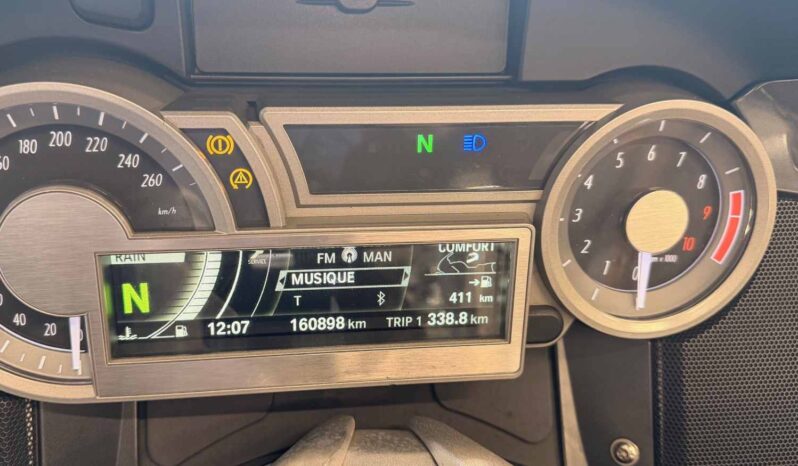 180
200
220
240
260
km/h
N
RAIN
SERVICE
FM MAN
COMFORT
MUSIQUE
T
411 km
N
12:07 160898 km TRIP 1 338.8 km
40
20
0
1
2
3
4
5
6
7
8
9
10
x 1000